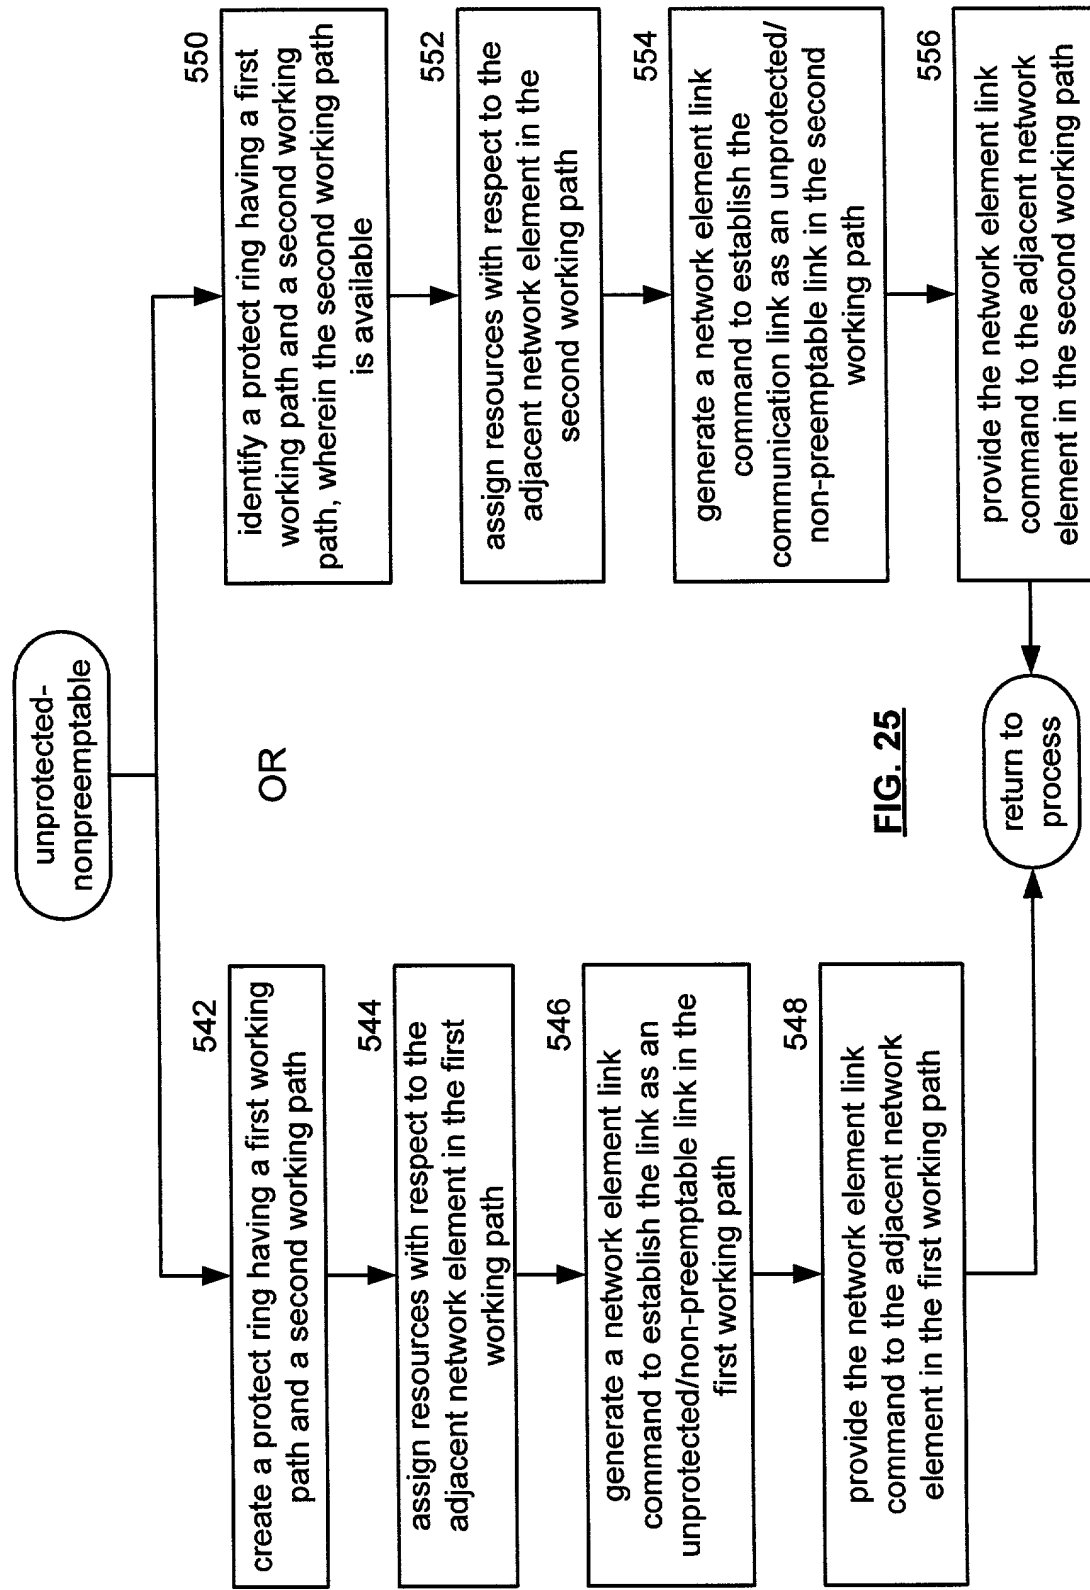 unprotected-
nonpreemptable
OR
542
create a protect ring having a first working
path and a second working path
544
assign resources with respect to the
adjacent network element in the first
working path
546
generate a network element link
command to establish the link as an
unprotected/non-preemptable link in the
first working path
548
provide the network element link
command to the adjacent network
element in the first working path
550
identify a protect ring having a first
working path and a second working
path, wherein the second working path
is available
552
assign resources with respect to the
adjacent network element in the
second working path
554
generate a network element link
command to establish the
communication link as an unprotected/
non-preemptable link in the second
working path
556
provide the network element link
command to the adjacent network
element in the second working path
return to
process
FIG. 25